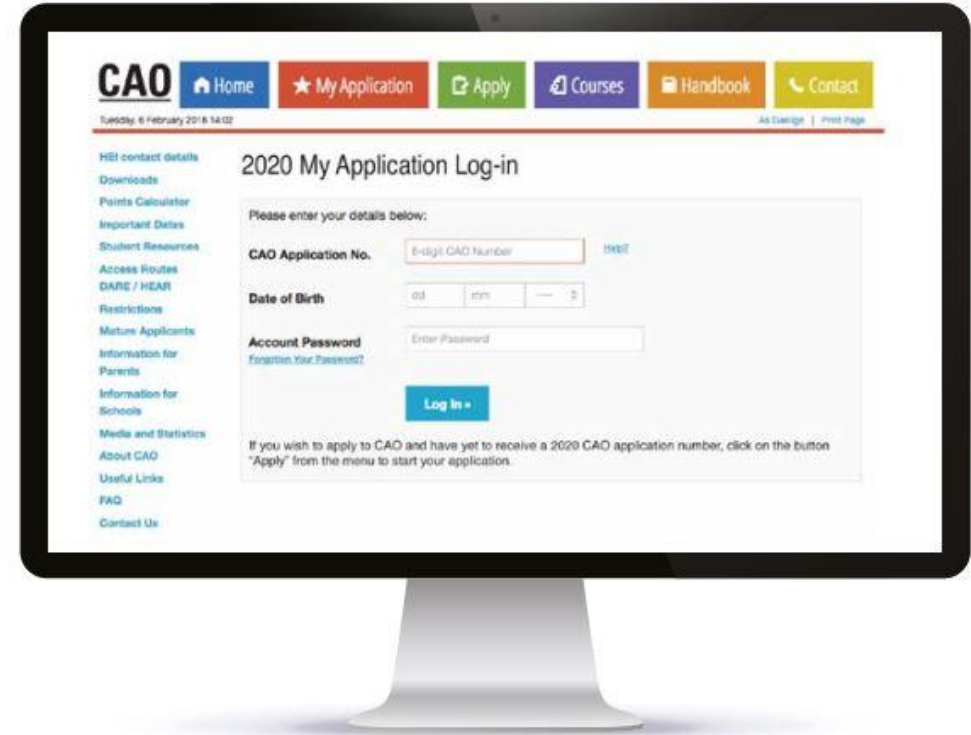 CAO Home My Application Apply Courses Handbook Contact
Tuesday, 6 February 2018 14:02
As Gaeilge | Print Page
HEI contact details
Downloads
Points Calculator
Important Dates
Student Resources
Access Routes
DARE / HEAR
Restrictions
Mature Applicants
Information for
Parents
Information for
Schools
Media and Statistics
About CAO
Useful Links
FAQ
Contact Us
2020 My Application Log-in
Please enter your details below:
CAO Application No. 8-digit CAO Number Help?
Date of Birth dd mm ----
Account Password Enter Password
Forgotten Your Password?
Log In »
If you wish to apply to CAO and have yet to receive a 2020 CAO application number, click on the button
"Apply" from the menu to start your application.